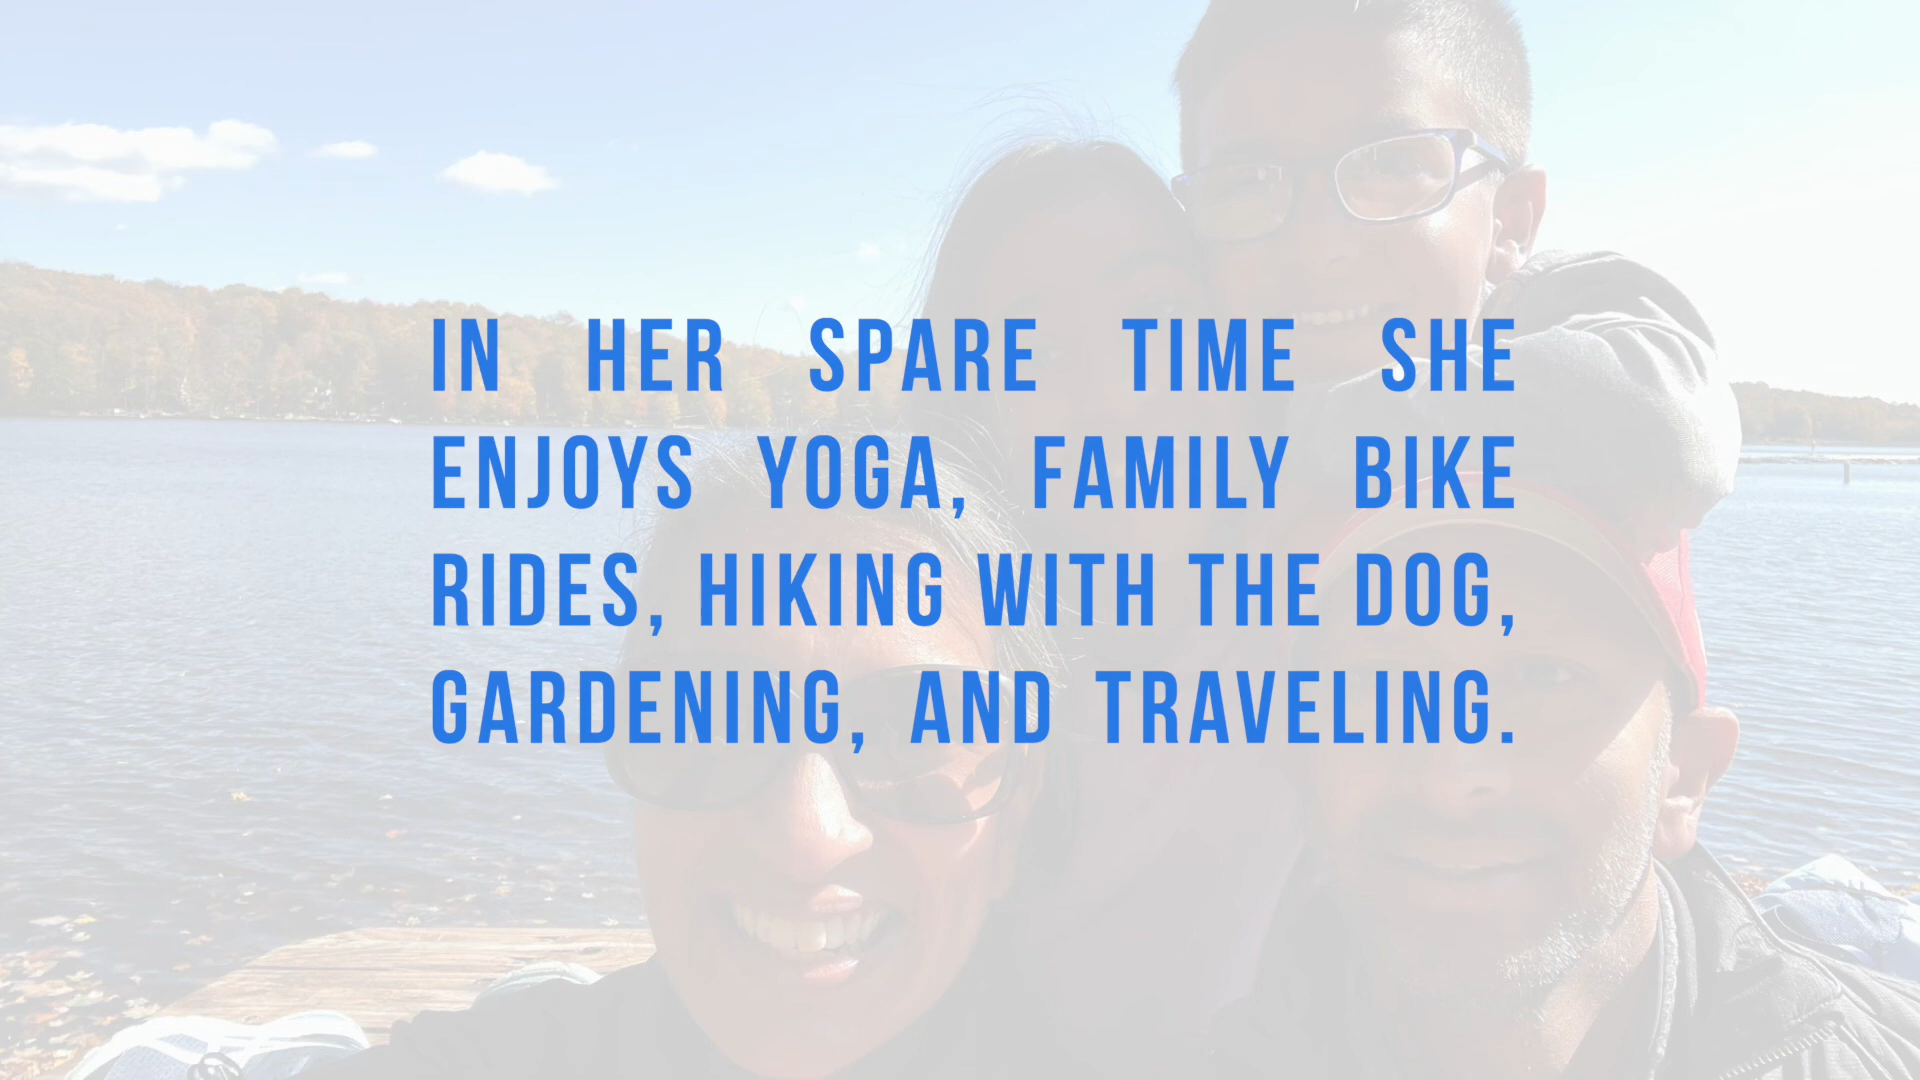 IN HER SPARE TIME SHE
ENJOYS YOGA, FAMILY BIKE
RIDES, HIKING WITH THE DOG,
GARDENING, AND TRAVELING.